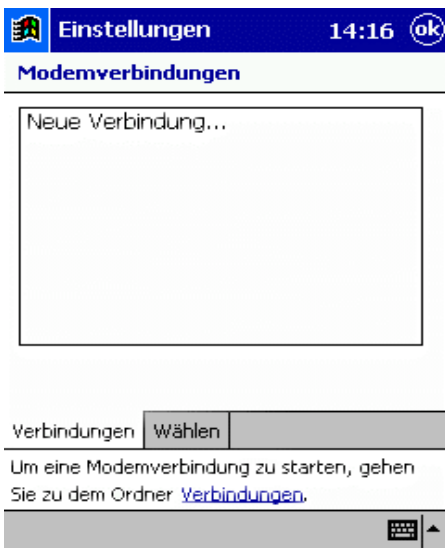 Einstellungen 14:16 ok
Modemverbindungen
Neue Verbindung...
Verbindungen Wählen
Um eine Modemverbindung zu starten, gehen
Sie zu dem Ordner Verbindungen.